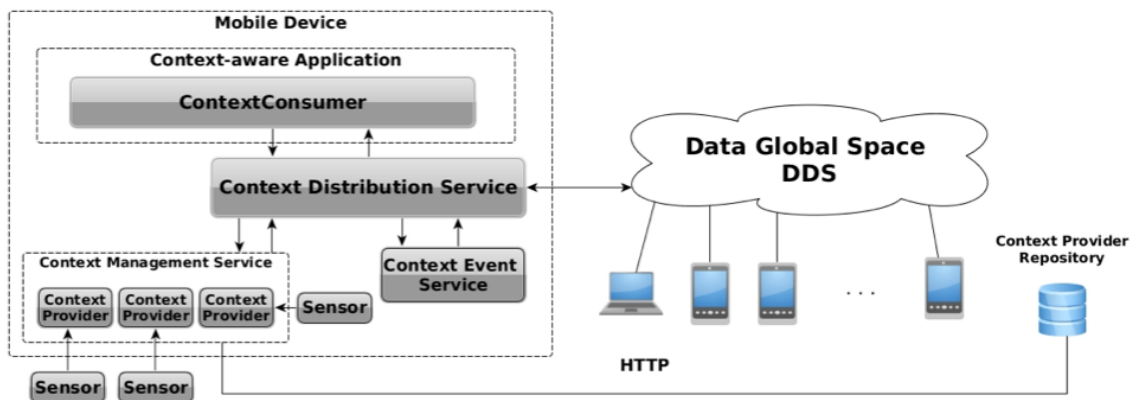 Mobile Device
Context-aware Application
ContextConsumer
Data Global Space
DDS
Context Distribution Service
Context Provider
Repository
Context Management Service
Context Event
Service
Context
Provider
Context
Provider
Context
Provider
Sensor
. . .
HTTP
Sensor
Sensor